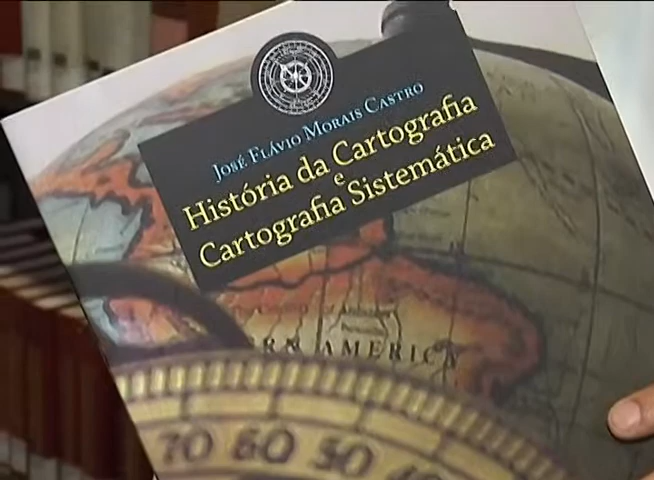 José Flávio Morais Castro
História da Cartografia
e
Cartografia Sistemática
AMERICA
70 60 50